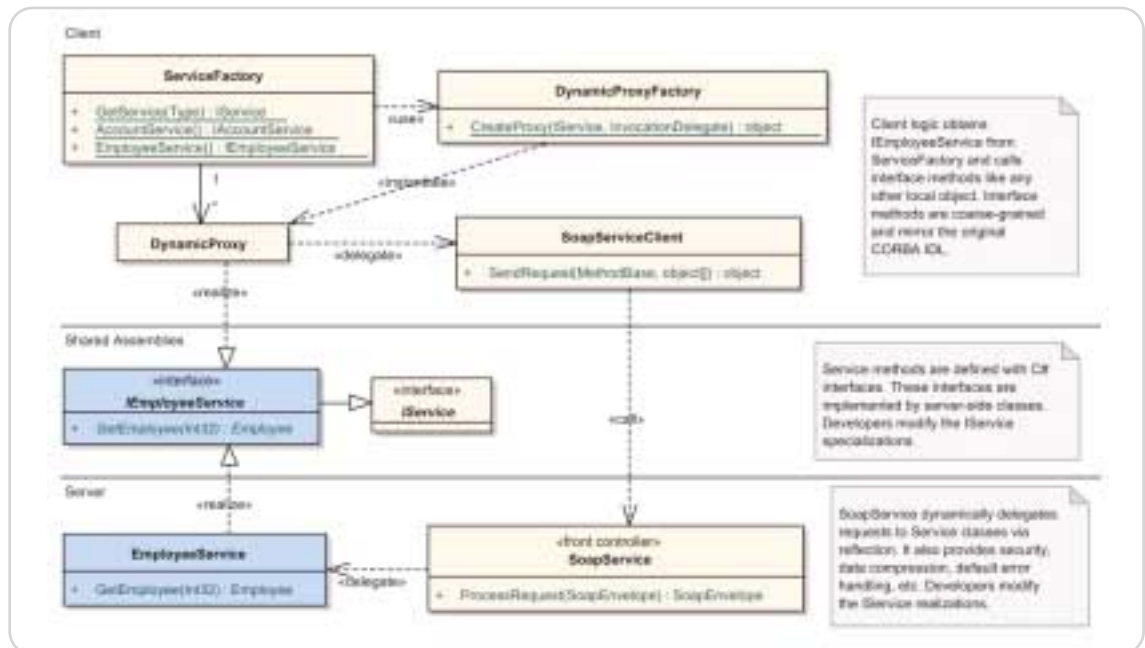 Client
ServiceFactory
+ GetService(Type) : IService
+ AccountService() : IAccountService
+ EmployeeService() : IEmployeeService
«use»
DynamicProxyFactory
+ CreateProxy(IService, InvocationDelegate) : object
Client logic obtains
IEmployeeService from
ServiceFactory and calls
interface methods like any
other local object. Interface
methods are coarse-grained
and mirror the original
CORBA IDL.
1
«instantiate»
*
DynamicProxy
«delegate»
SoapServiceClient
+ SendRequest(MethodBase, object[]) : object
«realize»
Shared Assemblies
«interface»
IEmployeeService
+ GetEmployee(Int32) : Employee
«interface»
IService
«call»
Service methods are defined with C#
interfaces. These interfaces are
implemented by server-side classes.
Developers modify the IService
specializations.
Server
«realize»
EmployeeService
+ GetEmployee(Int32) : Employee
«delegate»
«front controller»
SoapService
+ ProcessRequest(SoapEnvelope) : SoapEnvelope
SoapService dynamically delegates
requests to Service classes via
reflection. It also provides security,
data compression, default error
handling, etc. Developers modify
the IService realizations.